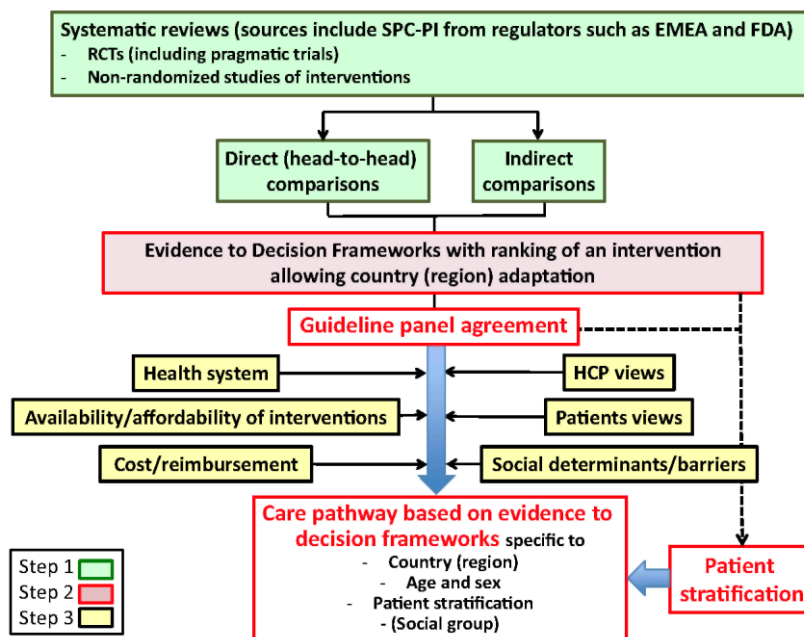 Systematic reviews (sources include SPC-PI from regulators such as EMEA and FDA)
- RCTs (including pragmatic trials)
- Non-randomized studies of interventions
Direct (head-to-head)
comparisons
Indirect
comparisons
Evidence to Decision Frameworks with ranking of an intervention
allowing country (region) adaptation
Guideline panel agreement
Health system
HCP views
Availability/affordability of interventions
Patients views
Cost/reimbursement
Social determinants/barriers
Care pathway based on evidence to
decision frameworks specific to
- Country (region)
- Age and sex
- Patient stratification
- (Social group)
Patient
stratification
Step 1
Step 2
Step 3